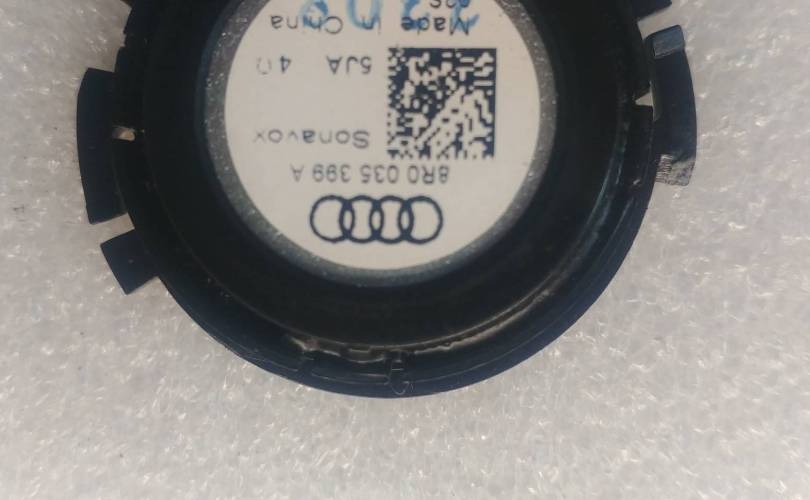 8R0 035 399 A
Sonavox
5JA 4Ω
Made in China